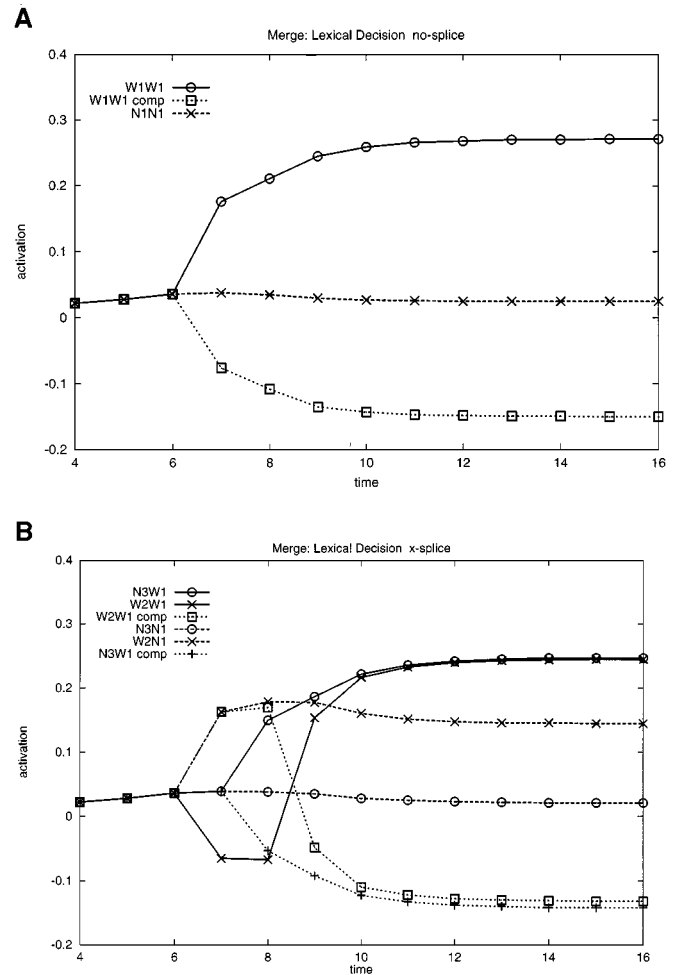 A
Merge: Lexical Decision no-splice
0.4
0.3
0.2
0.1
0
-0.1
-0.2
activation
W1W1
W1W1 comp
N1N1
4 6 8 10 12 14 16
time
B
Merge: Lexical Decision x-splice
0.4
0.3
0.2
0.1
0
-0.1
-0.2
activation
N3W1
W2W1
W2W1 comp
N3N1
W2N1
N3W1 comp
4 6 8 10 12 14 16
time